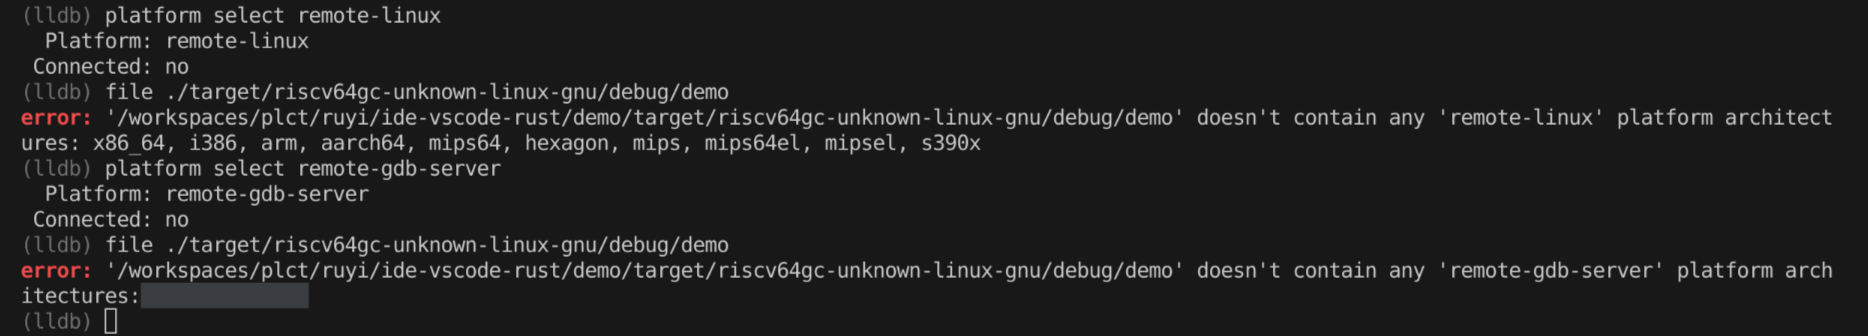 (lldb) platform select remote-linux
  Platform: remote-linux
 Connected: no
(lldb) file ./target/riscv64gc-unknown-linux-gnu/debug/demo
error: '/workspaces/plct/ruyi/ide-vscode-rust/demo/target/riscv64gc-unknown-linux-gnu/debug/demo' doesn't contain any 'remote-linux' platform architect
ures: x86_64, i386, arm, aarch64, mips64, hexagon, mips, mips64el, mipsel, s390x
(lldb) platform select remote-gdb-server
  Platform: remote-gdb-server
 Connected: no
(lldb) file ./target/riscv64gc-unknown-linux-gnu/debug/demo
error: '/workspaces/plct/ruyi/ide-vscode-rust/demo/target/riscv64gc-unknown-linux-gnu/debug/demo' doesn't contain any 'remote-gdb-server' platform arch
itectures:
(lldb)